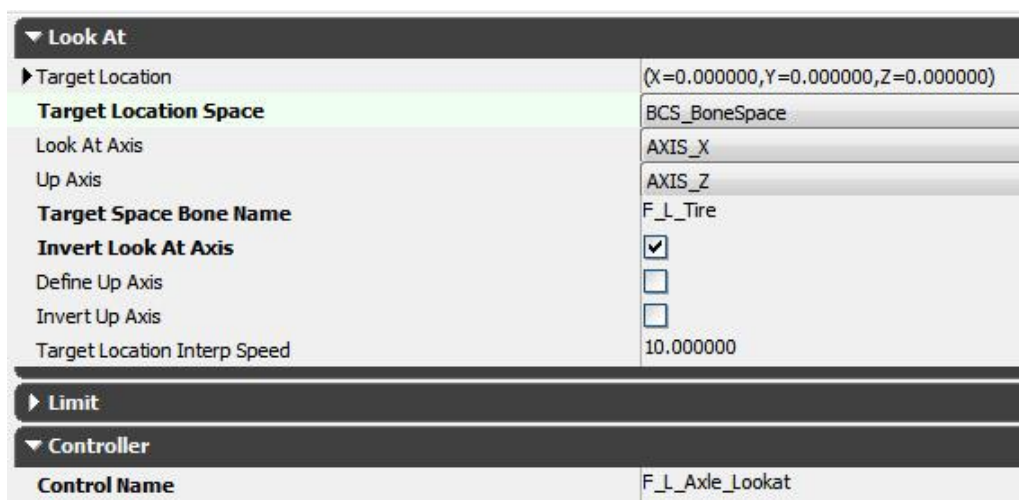 Look At
Target Location (X=0.000000,Y=0.000000,Z=0.000000)
Target Location Space BCS_BoneSpace
Look At Axis AXIS_X
Up Axis AXIS_Z
Target Space Bone Name F_L_Tire
Invert Look At Axis
Define Up Axis
Invert Up Axis
Target Location Interp Speed 10.000000
Limit
Controller
Control Name F_L_Axle_Lookat